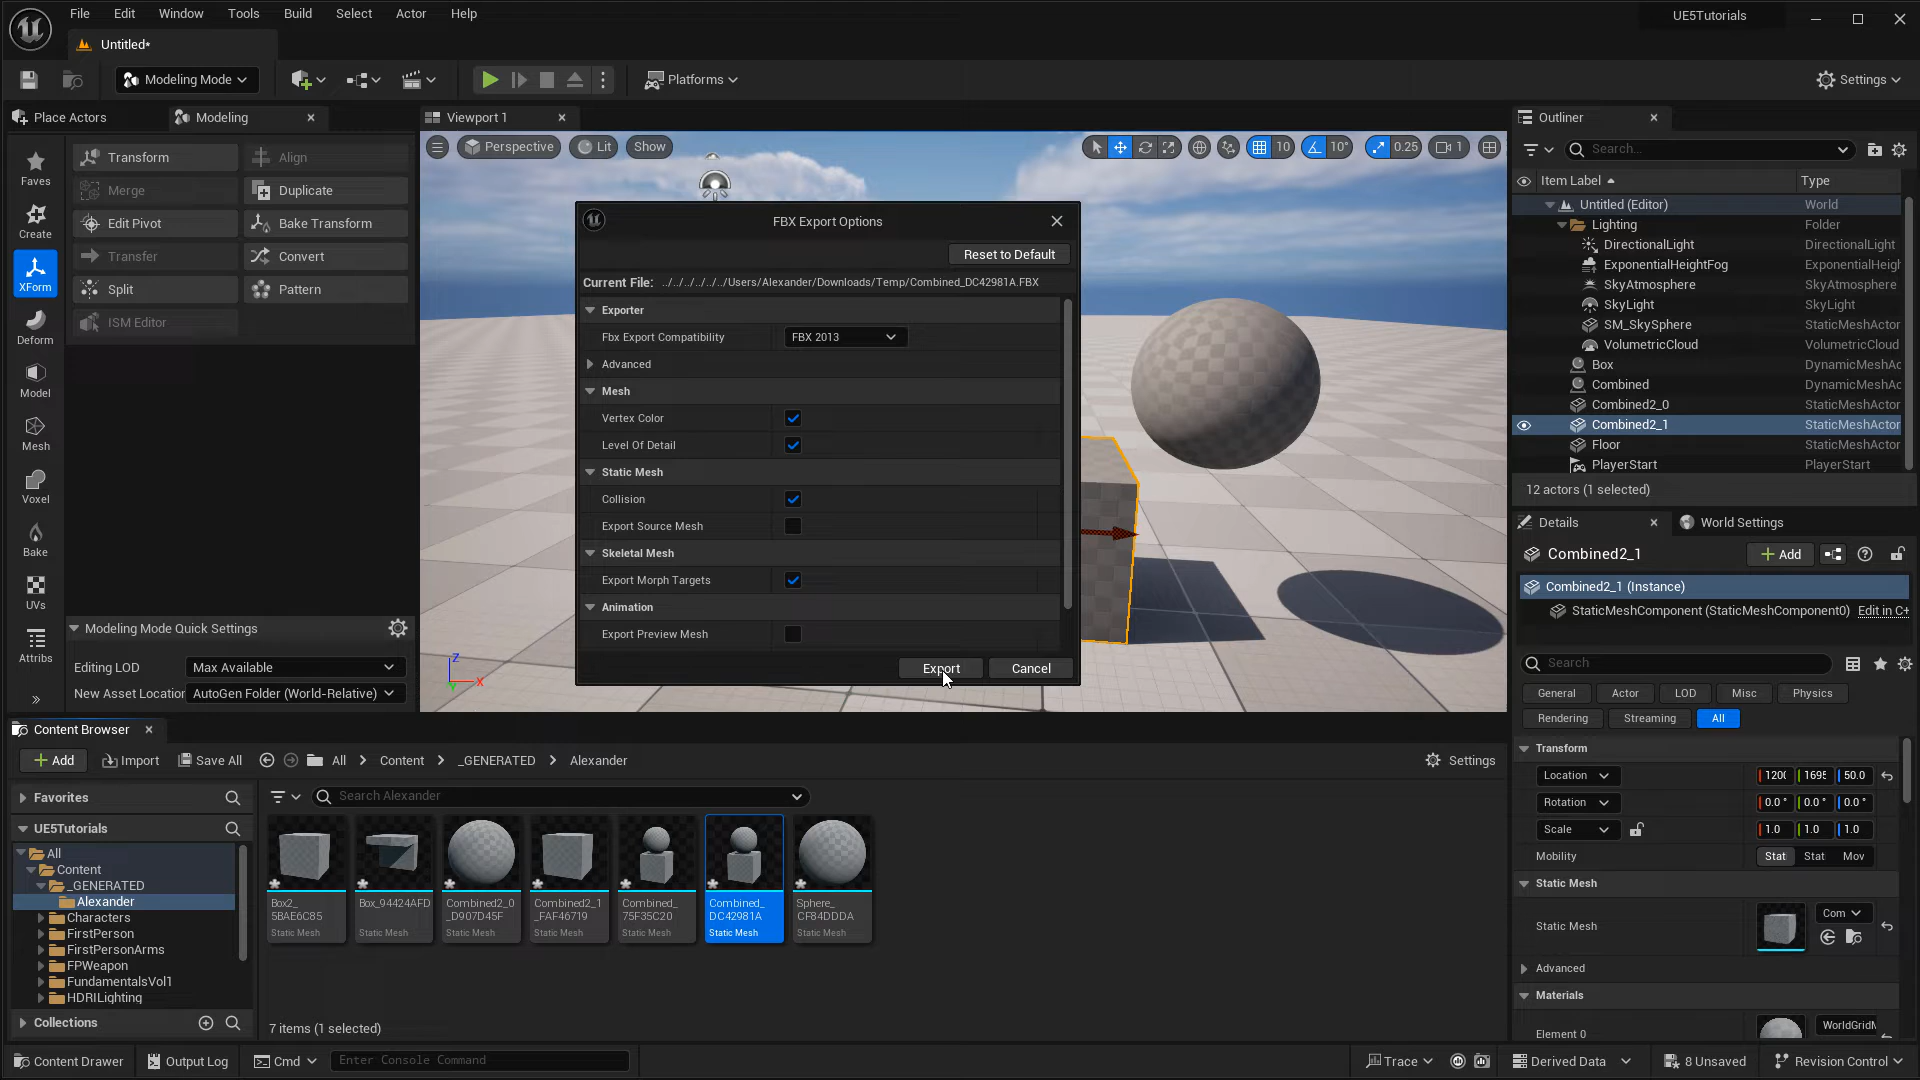 File Edit Window Tools Build Select Actor Help
UE5Tutorials
Untitled*
Modeling Mode
Platforms
Settings
Place Actors
Modeling
Viewport 1
Outliner
Faves
Create
XForm
Deform
Model
Mesh
Voxel
Bake
UVs
Attribs
Transform Align
Merge Duplicate
Edit Pivot Bake Transform
Transfer Convert
Split Pattern
ISM Editor
Modeling Mode Quick Settings
Editing LOD Max Available
New Asset Location AutoGen Folder (World-Relative)
Perspective Lit Show
10 10° 0.25 1
FBX Export Options
Reset to Default
Current File: ../../../../../../Users/Alexander/Downloads/Temp/Combined_DC42981A.FBX
Exporter
Fbx Export Compatibility FBX 2013
Advanced
Mesh
Vertex Color
Level Of Detail
Static Mesh
Collision
Export Source Mesh
Skeletal Mesh
Export Morph Targets
Animation
Export Preview Mesh
Export Cancel
Z
X
Y
Search...
Item Label Type
Untitled (Editor) World
Lighting Folder
DirectionalLight DirectionalLight
ExponentialHeightFog ExponentialHeigh
SkyAtmosphere SkyAtmosphere
SkyLight SkyLight
SM_SkySphere StaticMeshActor
VolumetricCloud VolumetricCloud
Box DynamicMeshAc
Combined DynamicMeshAc
Combined2_0 StaticMeshActor
Combined2_1 StaticMeshActor
Floor StaticMeshActor
PlayerStart PlayerStart
12 actors (1 selected)
Details
World Settings
Combined2_1
Add
Combined2_1 (Instance)
StaticMeshComponent (StaticMeshComponent0) Edit in C+
Search
General Actor LOD Misc Physics
Rendering Streaming All
Transform
Location 120( 1695 50.0
Rotation 0.0 ° 0.0 ° 0.0 °
Scale 1.0 1.0 1.0
Mobility Stat Stat Mov
Static Mesh
Static Mesh Com
Advanced
Materials
Element 0 WorldGridM
Content Browser
Add Import Save All All Content _GENERATED Alexander
Settings
Favorites
UE5Tutorials
All
Content
_GENERATED
Alexander
Characters
FirstPerson
FirstPersonArms
FPWeapon
FundamentalsVol1
HDRILighting
Collections
Search Alexander
Box2_
5BAE6C85
Static Mesh
Box_94424AFD
Static Mesh
Combined2_0
_D907D45F
Static Mesh
Combined2_1
_FAF46719
Static Mesh
Combined_
75F35C20
Static Mesh
Combined_
DC42981A
Static Mesh
Sphere_
CF84DDDA
Static Mesh
7 items (1 selected)
Content Drawer Output Log Cmd Enter Console Command
Trace Derived Data 8 Unsaved Revision Control